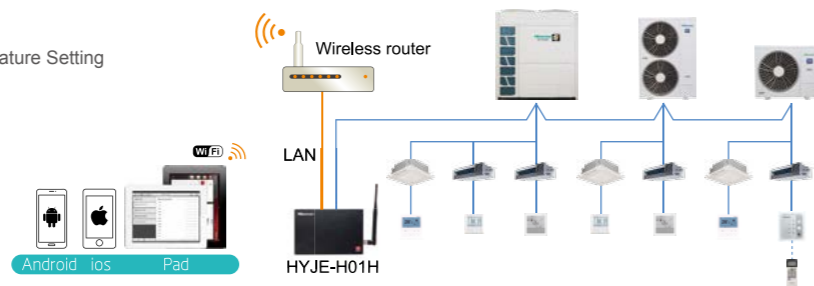 ature Setting
Wireless router
WiFi
LAN
Android ios Pad
HYJE-H01H